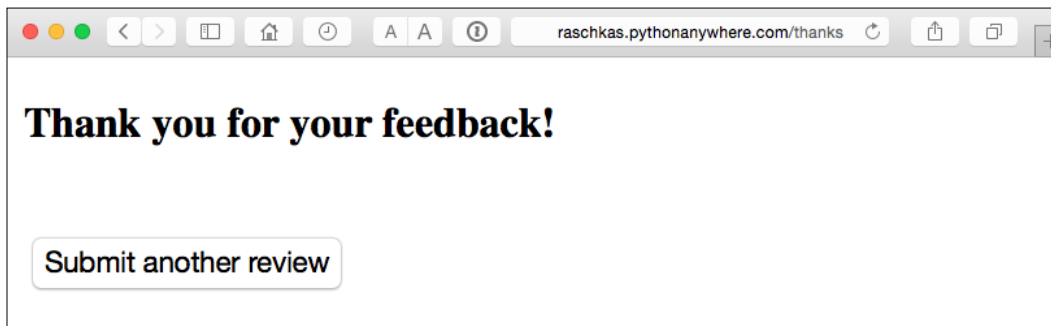 A A raschkas.pythonanywhere.com/thanks
Thank you for your feedback!
Submit another review